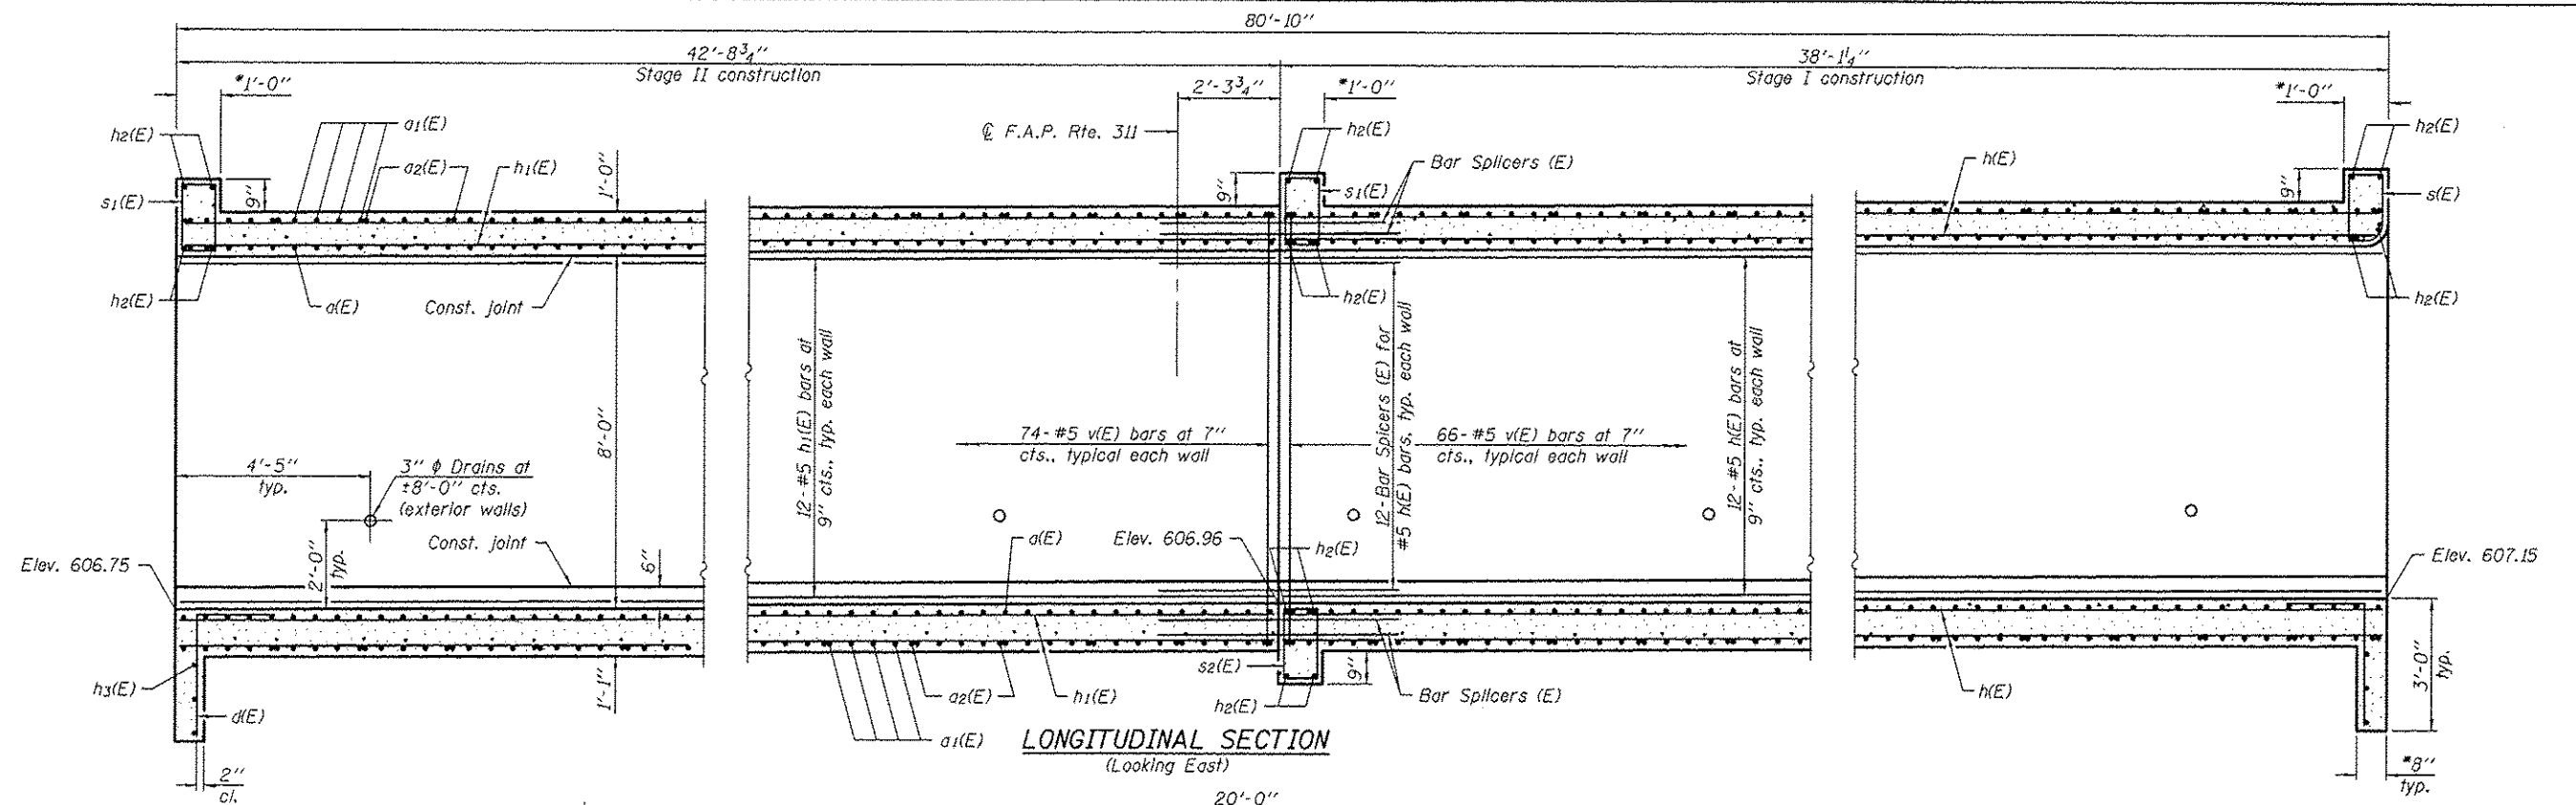 80'-10"
42'-8¾"
Stage II construction
38'-1¼"
Stage I construction
*1'-0"
2'-3¾"
*1'-0"
*1'-0"
h2(E)
a1(E)
a2(E)
h1(E)
1'-0"
℄ F.A.P. Rte. 311
h2(E)
Bar Splicers (E)
h(E)
h2(E)
s1(E)
9"
9"
s1(E)
9"
s(E)
h2(E)
a(E)
Const. joint
h2(E)
h2(E)
8'-0"
12-#5 h1(E) bars at
9" cts., typ. each wall
74-#5 v(E) bars at 7"
cts., typical each wall
12-Bar Splicers (E) for
#5 h(E) bars, typ. each wall
66-#5 v(E) bars at 7"
cts., typical each wall
12-#5 h(E) bars at
9" cts., typ. each wall
4'-5"
typ.
3" ϕ Drains at
±8'-0" cts.
(exterior walls)
2'-0"
typ.
Const. joint
6"
a(E)
Elev. 606.96
h2(E)
Elev. 606.75
Elev. 607.15
h3(E)
d(E)
1'-1"
a2(E)
h1(E)
s2(E)
9"
h2(E)
Bar Splicers (E)
h(E)
3'-0"
typ.
a1(E)
2"
cl.
*8"
typ.
LONGITUDINAL SECTION
(Looking East)
20'-0"